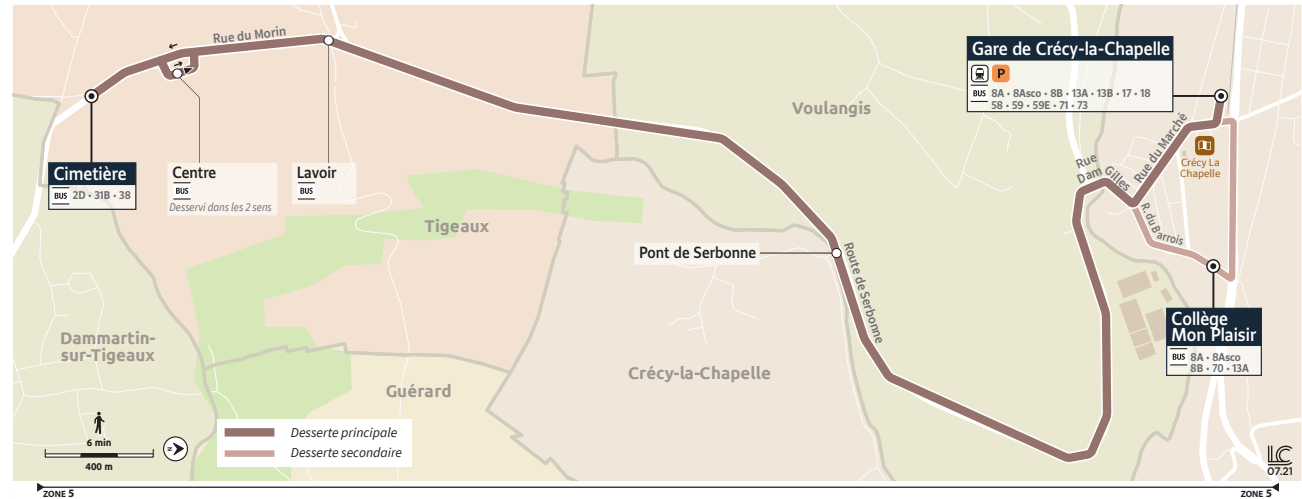 Rue du Morin
Cimetière
BUS 2D • 31B • 38
Centre
BUS
Desservi dans les 2 sens
Lavoir
BUS
Tigeaux
Dammartin-
sur-Tigeaux
Guérard
Pont de Serbonne
Route de Serbonne
Crécy-la-Chapelle
Voulangis
Gare de Crécy-la-Chapelle
P
BUS 8A • 8Asco • 8B • 13A • 13B • 17 • 18
58 • 59 • 59E • 71 • 73
Rue
Dam Gilles
Rue du Marché
R. du Barrois
Crécy La
Chapelle
Collège
Mon Plaisir
BUS 8A • 8Asco
8B • 70 • 13A
6 min
400 m
N
Desserte principale
Desserte secondaire
LC
07.21
ZONE 5
ZONE 5